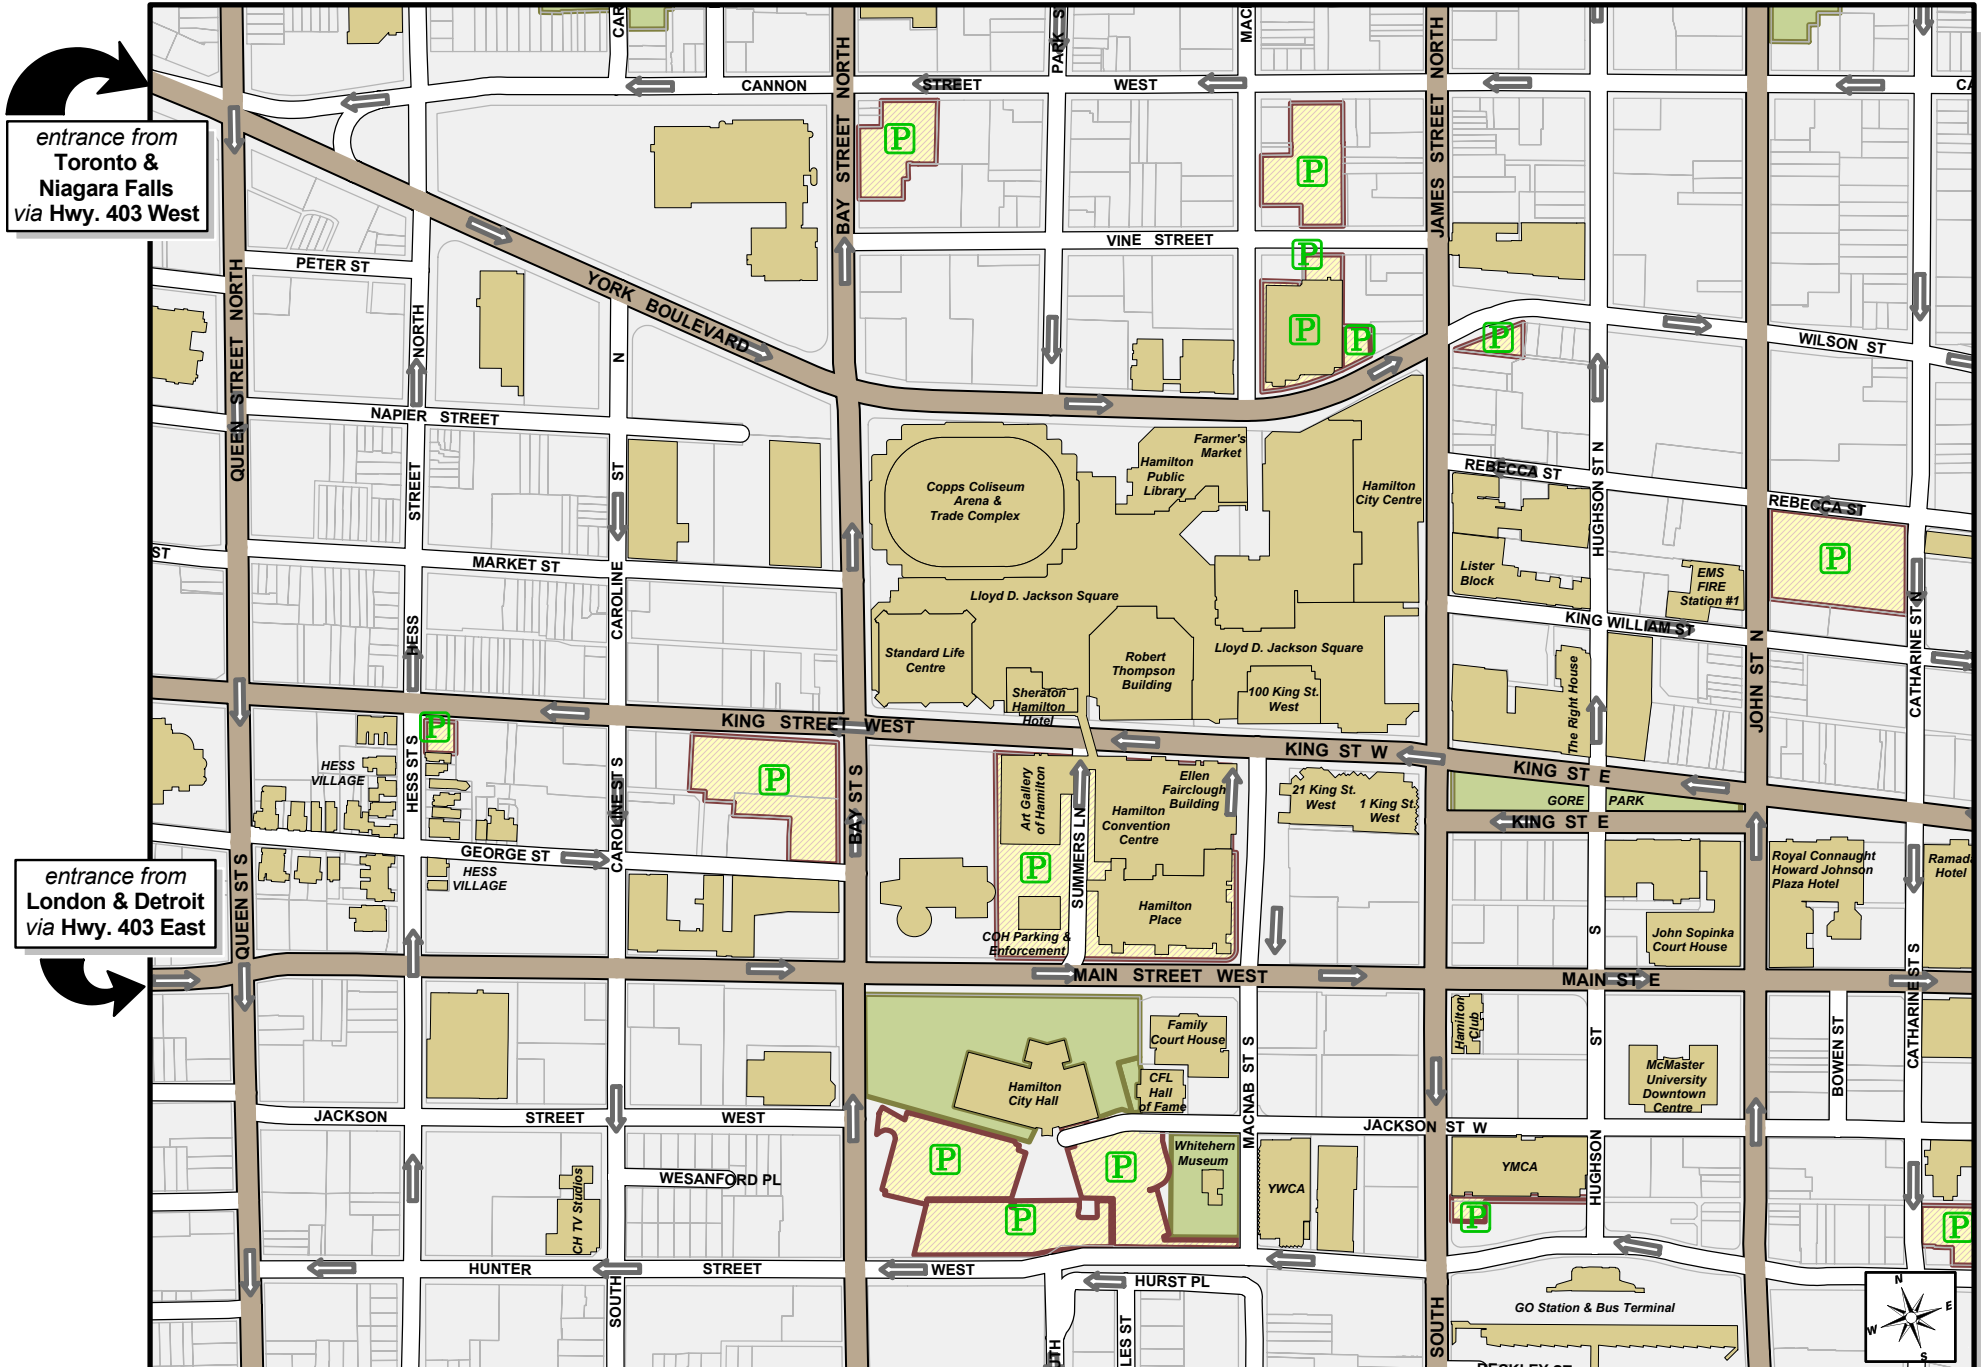 CAR
PARK S
MAC
NORTH
CANNON
STREET
WEST
CA
entrance from
Toronto &
Niagara Falls
via Hwy. 403 West
P
P
BAY STREET NORTH
JAMES STREET NORTH
VINE STREET
P
PETER ST
QUEEN STREET NORTH
YORK BOULEVARD
NORTH
N
P
P
P
WILSON ST
NAPIER STREET
STREET
ST
Farmer's
Market
Hamilton
Public
Library
Copps Coliseum
Arena &
Trade Complex
Hamilton
City Centre
REBECCA ST
HUGHSON ST N
REBECCA ST
P
ST
MARKET ST
CAROLINE
HESS
Lloyd D. Jackson Square
Lister
Block
EMS
FIRE
Station #1
KING WILLIAM ST
JOHN ST N
CATHARINE ST N
Standard Life
Centre
Robert
Thompson
Building
Lloyd D. Jackson Square
100 King St.
West
Sheraton
Hamilton
Hotel
The Right House
KING STREET WEST
KING ST W
KING ST E
P
HESS ST S
HESS
VILLAGE
CAROLINE ST S
P
BAY ST S
Art Gallery
of Hamilton
SUMMERS LN
Ellen
Fairclough
Building
Hamilton
Convention
Centre
21 King St.
West
1 King St.
West
GORE PARK
KING ST E
GEORGE ST
HESS
VILLAGE
P
Hamilton
Place
COH Parking &
Enforcement
Royal Connaught
Howard Johnson
Plaza Hotel
Ramada
Hotel
entrance from
London & Detroit
via Hwy. 403 East
QUEEN ST S
S
John Sopinka
Court House
CATHARINE ST S
MAIN STREET WEST
MAIN ST E
Family
Court House
Hamilton
Club
ST
BOWEN ST
Hamilton
City Hall
CFL
Hall
of Fame
MACNAB ST S
McMaster
University
Downtown
Centre
JACKSON
STREET
WEST
JACKSON ST W
P
P
Whitehern
Museum
YWCA
YMCA
HUGHSON
WESANFORD PL
CH TV Studios
P
P
P
HUNTER
STREET
WEST
SOUTH
HURST PL
LES ST
UTH
SOUTH
GO Station & Bus Terminal
N
E
W
S